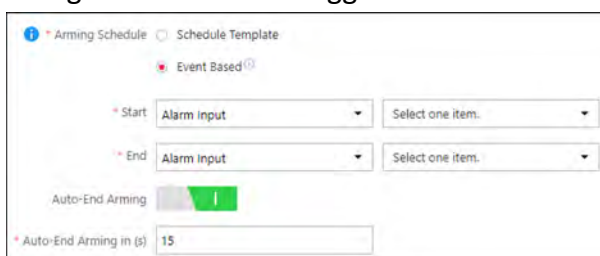 * Arming Schedule Schedule Template
Event Based
* Start Alarm Input Select one item.
* End Alarm Input Select one item.
Auto-End Arming
* Auto-End Arming in (s) 15